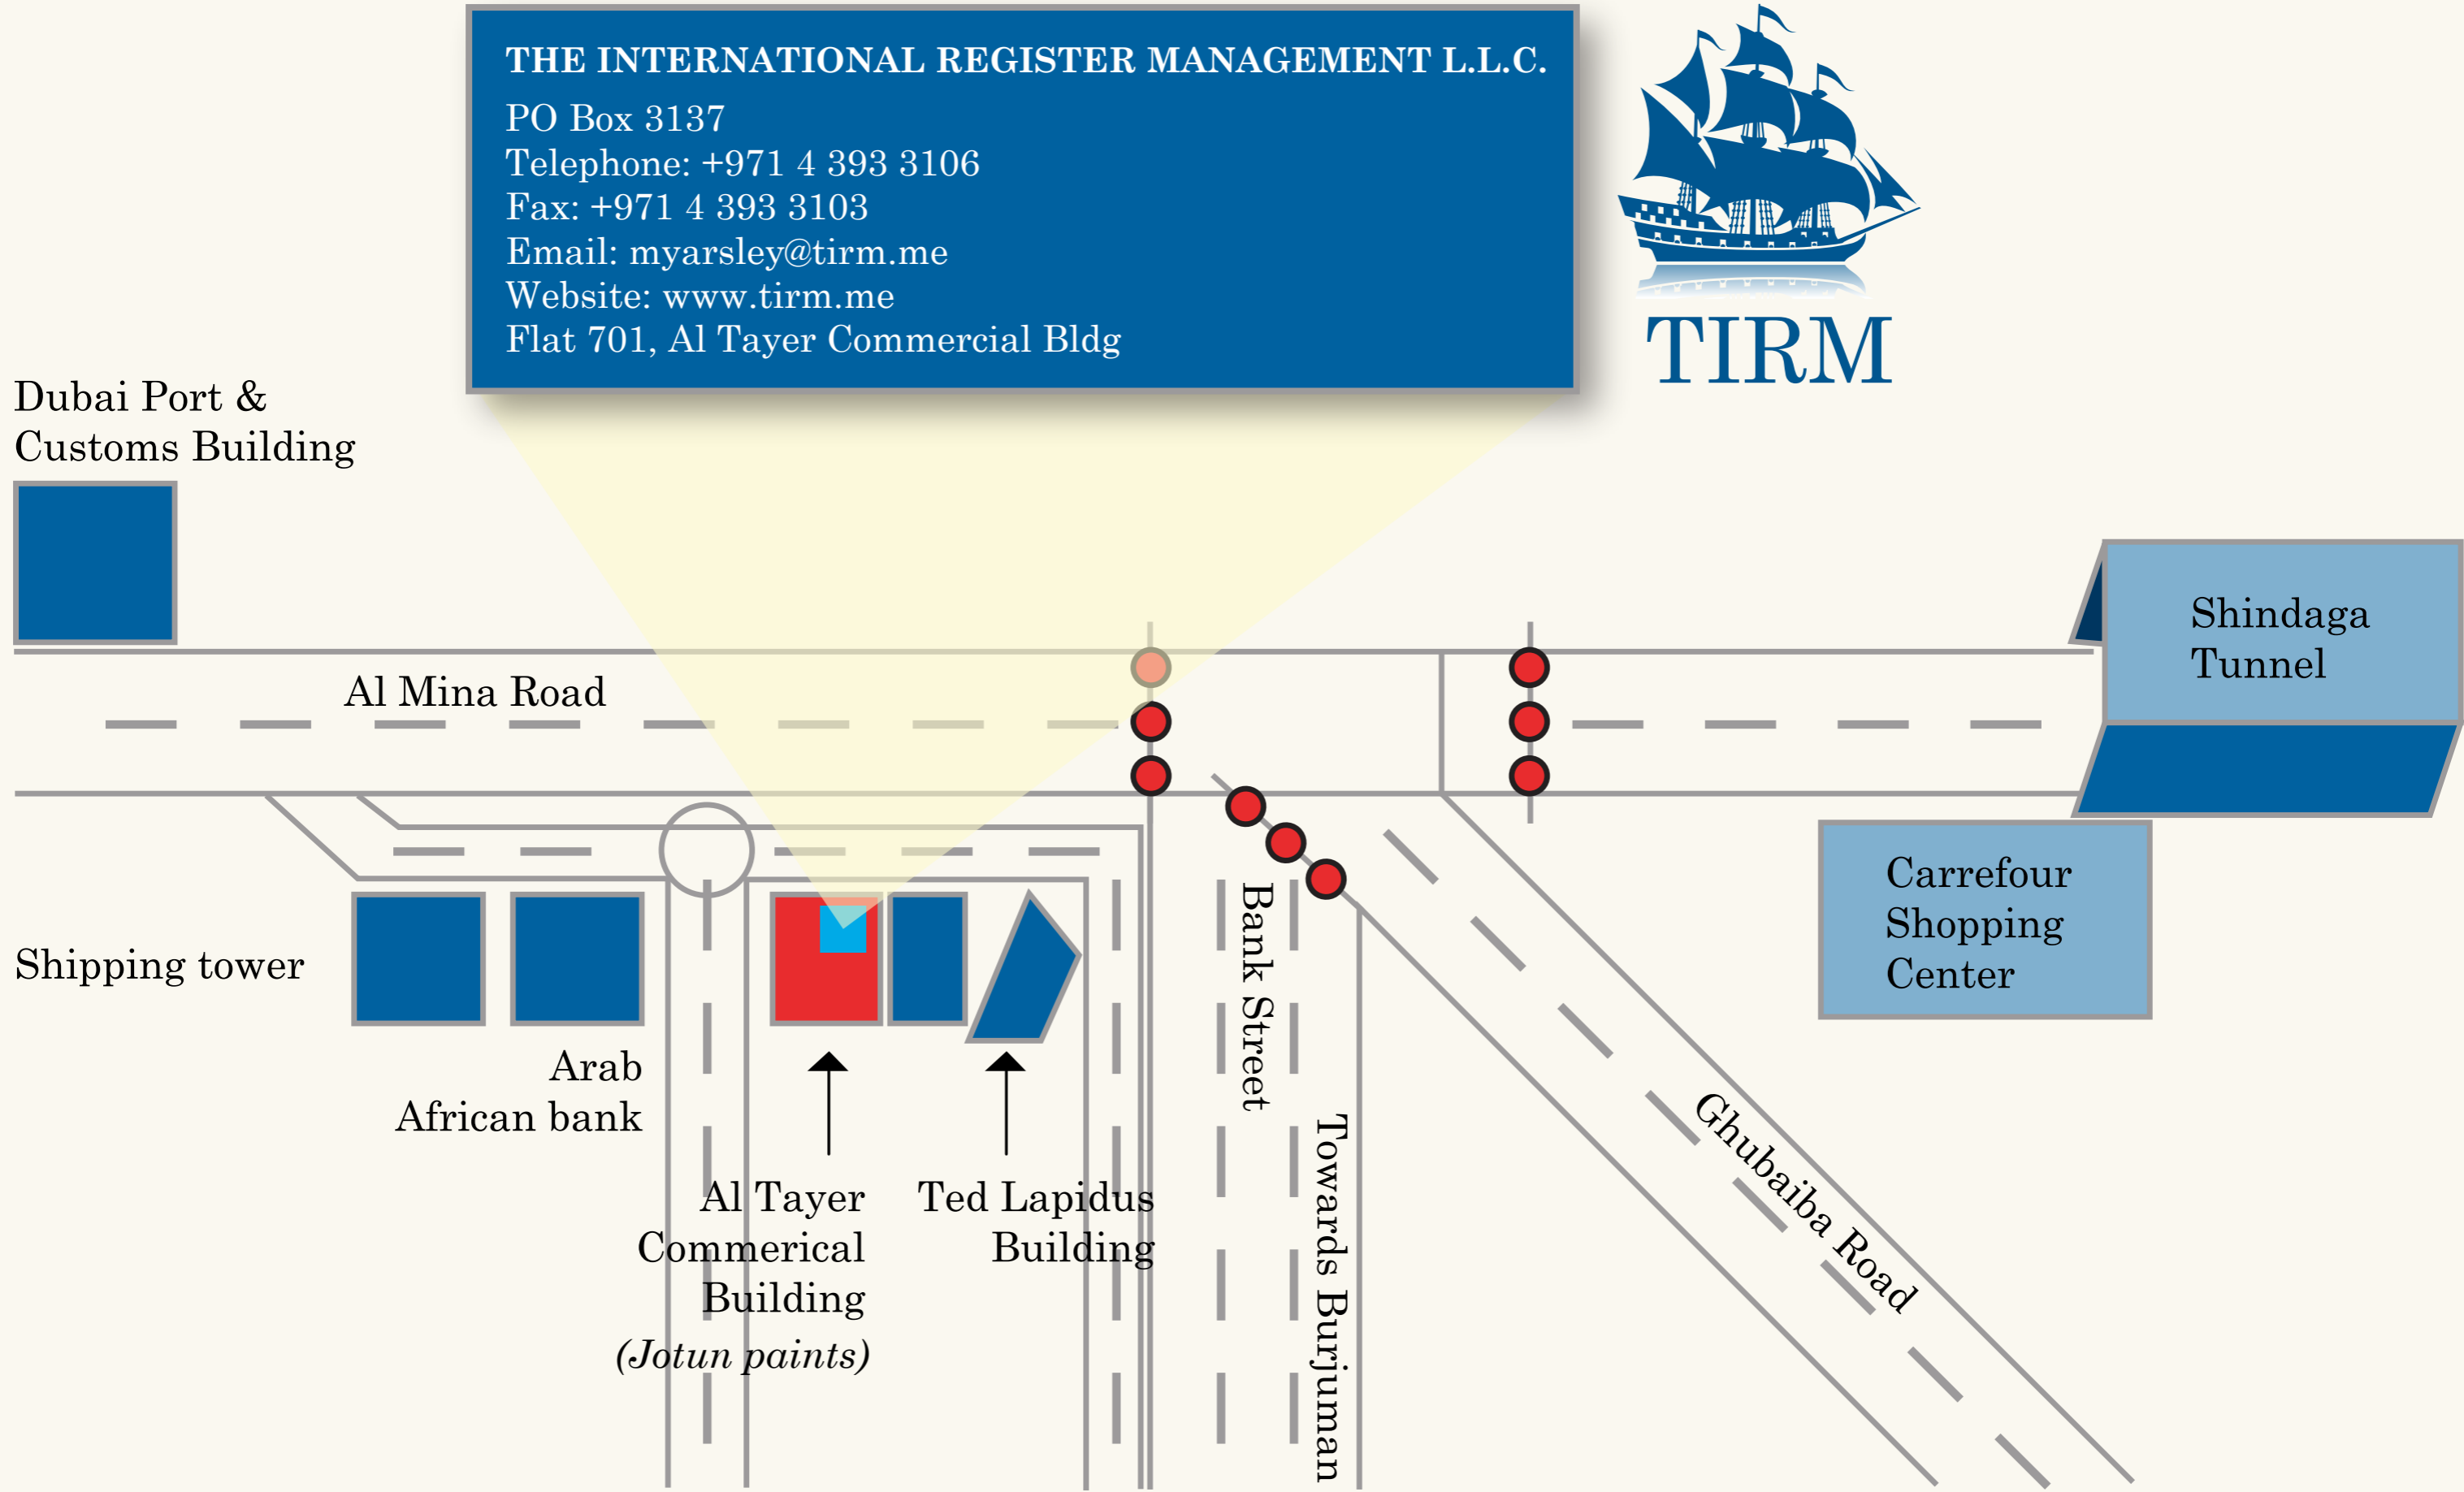 THE INTERNATIONAL REGISTER MANAGEMENT L.L.C.
PO Box 3137
Telephone: +971 4 393 3106
Fax: +971 4 393 3103
Email: myarsley@tirm.me
Website: www.tirm.me
Flat 701, Al Tayer Commercial Bldg
TIRM
Dubai Port &
Customs Building
Shindaga
Tunnel
Al Mina Road
Carrefour
Shopping
Center
Bank Street
Shipping tower
Arab
African bank
Al Tayer
Commerical
Building
(Jotun paints)
Ted Lapidus
Building
Towards Burjuman
Ghubaiba Road